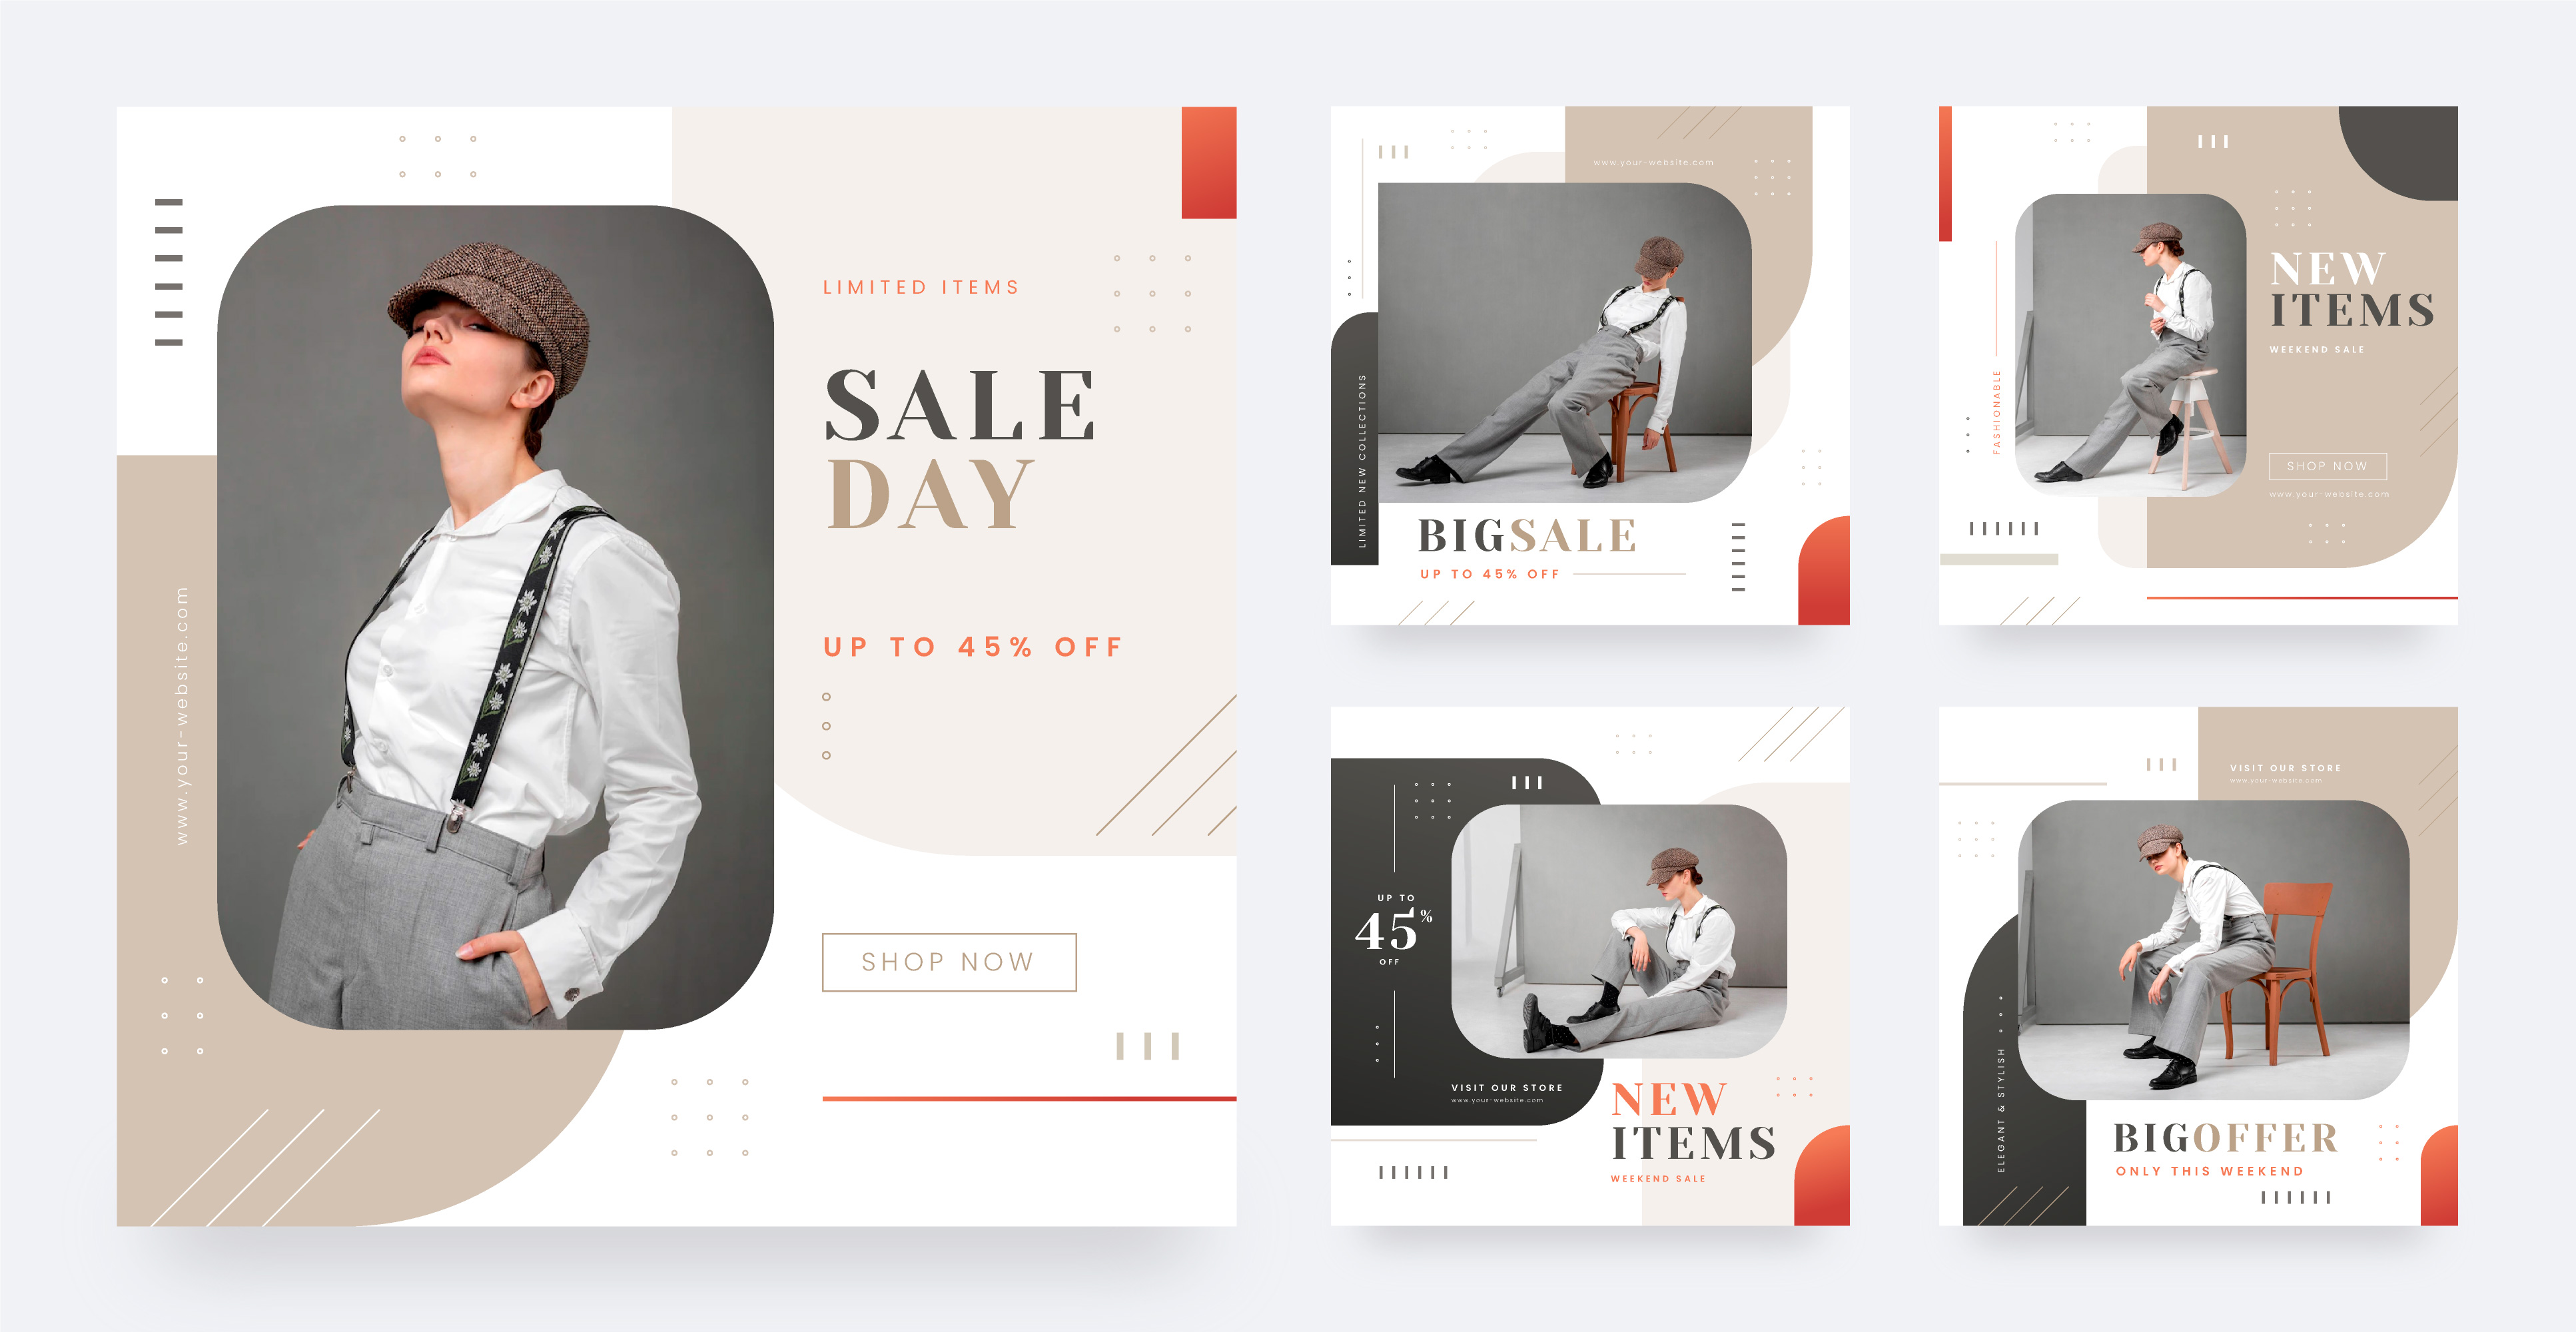 LIMITED ITEMS
SALE
DAY
UP TO 45% OFF
www.your-website.com
SHOP NOW
www.your-website.com
LIMITED NEW COLLECTIONS
BIGSALE
UP TO 45% OFF
NEW
ITEMS
WEEKEND SALE
FASHIONABLE
SHOP NOW
www.your-website.com
UP TO
45%
OFF
VISIT OUR STORE
www.your-website.com
NEW
ITEMS
WEEKEND SALE
VISIT OUR STORE
www.your-website.com
ELEGANT & STYLISH
BIGOFFER
ONLY THIS WEEKEND